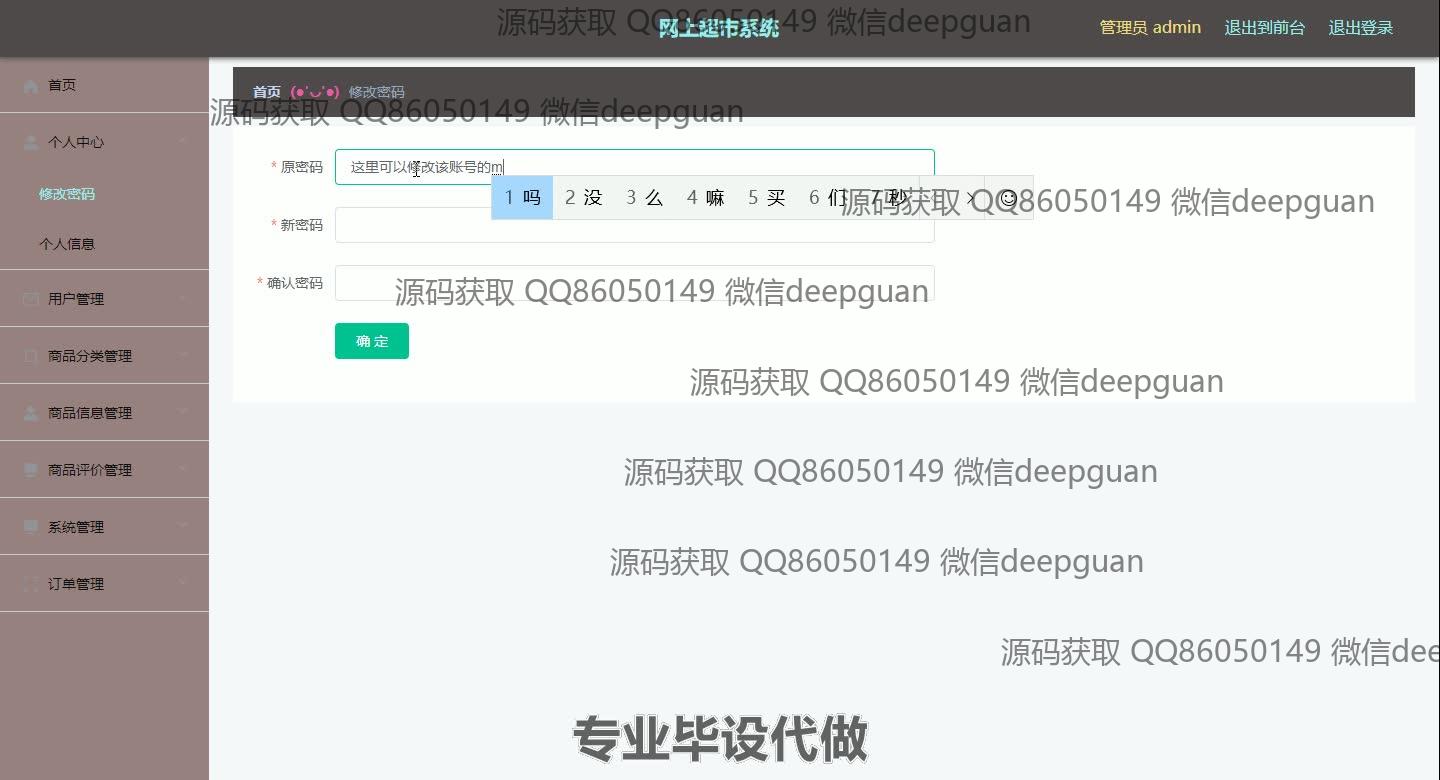 网上超市系统
管理员 admin
退出到前台
退出登录
源码获取 QQ86050149 微信deepguan
首页
首页 (●'◡'●) 修改密码
源码获取 QQ86050149 微信deepguan
个人中心
* 原密码 这里可以修改该账号的m
修改密码
1 吗 2 没 3 么 4 嘛 5 买 6 们 7 秒
源码获取 QQ86050149 微信deepguan
* 新密码
个人信息
* 确认密码
源码获取 QQ86050149 微信deepguan
用户管理
确 定
商品分类管理
源码获取 QQ86050149 微信deepguan
商品信息管理
商品评价管理
源码获取 QQ86050149 微信deepguan
系统管理
源码获取 QQ86050149 微信deepguan
订单管理
源码获取 QQ86050149 微信dee
专业毕设代做